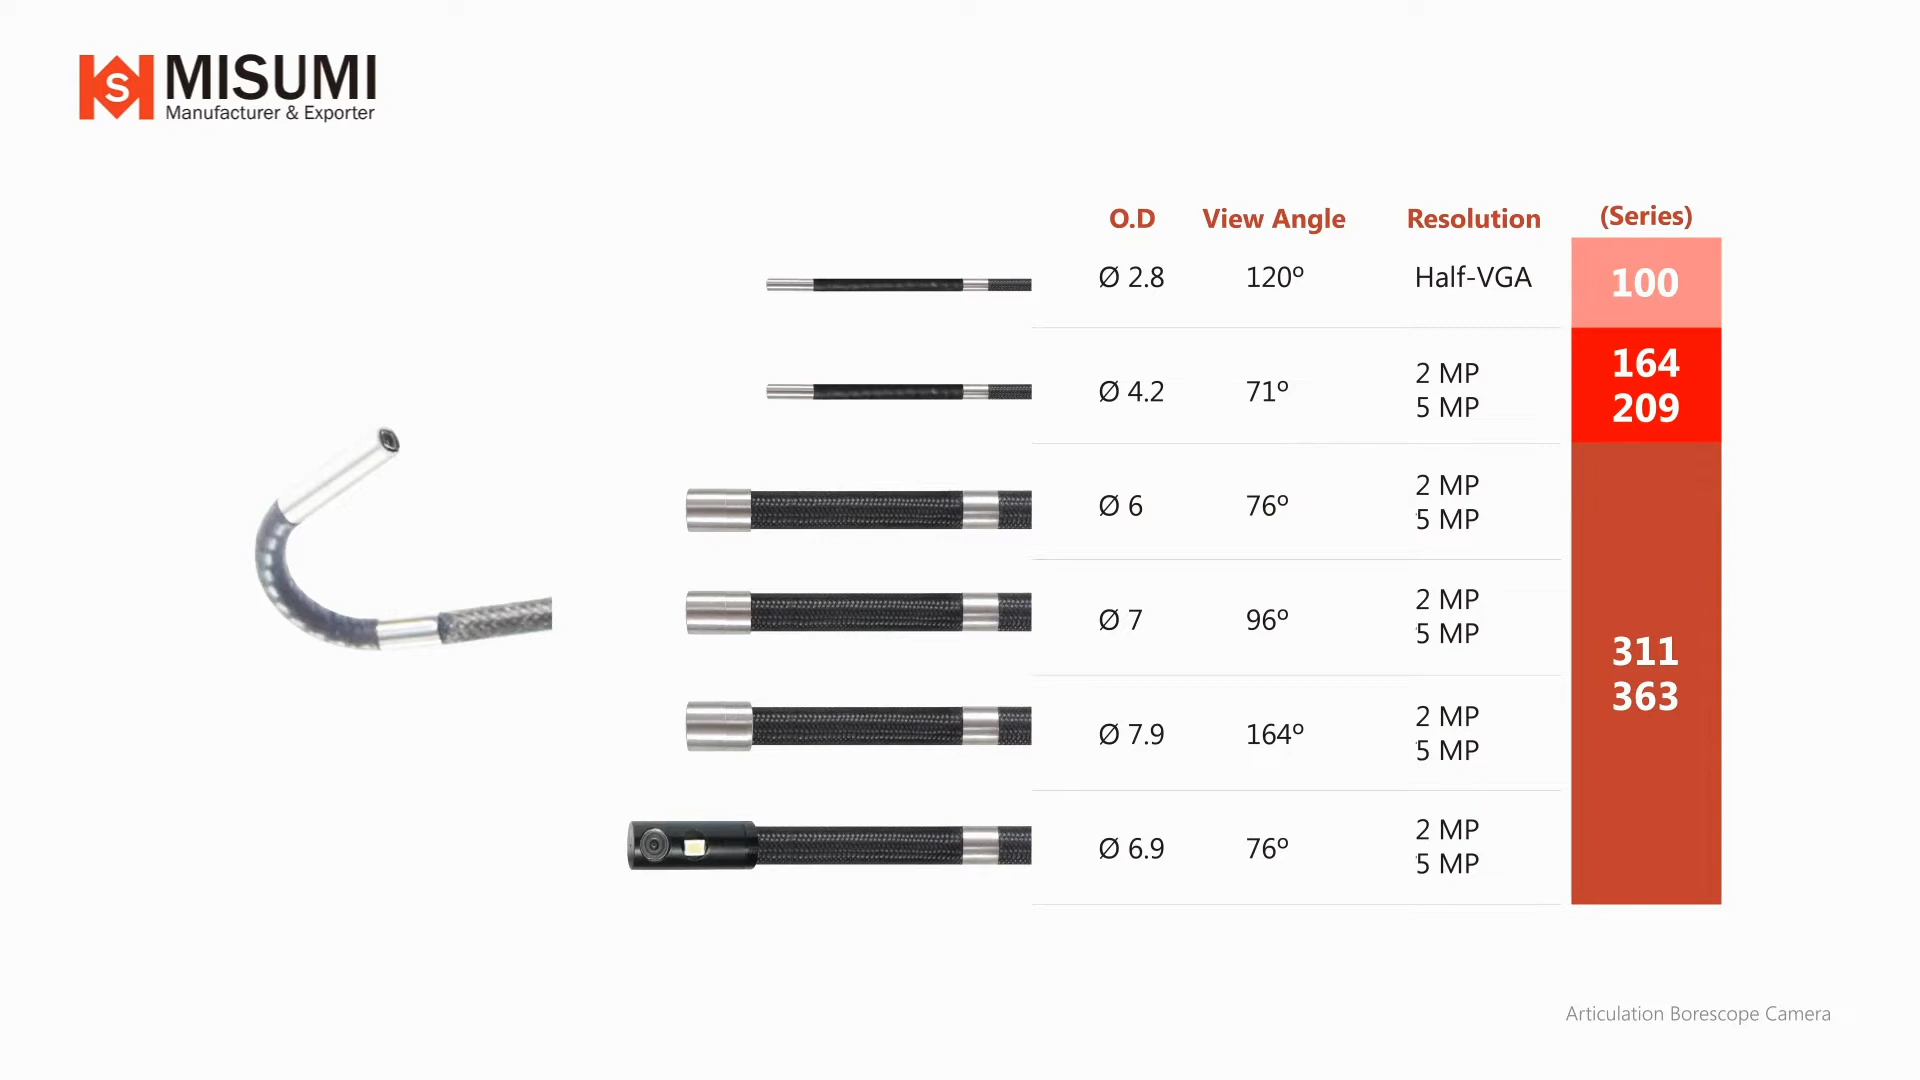 S MISUMI
Manufacturer & Exporter
O.D View Angle Resolution (Series)
Ø 2.8 120º Half-VGA 100
Ø 4.2 71º 2 MP 164
5 MP 209
Ø 6 76º 2 MP
5 MP
Ø 7 96º 2 MP
5 MP
311
363
Ø 7.9 164º 2 MP
5 MP
Ø 6.9 76º 2 MP
5 MP
Articulation Borescope Camera